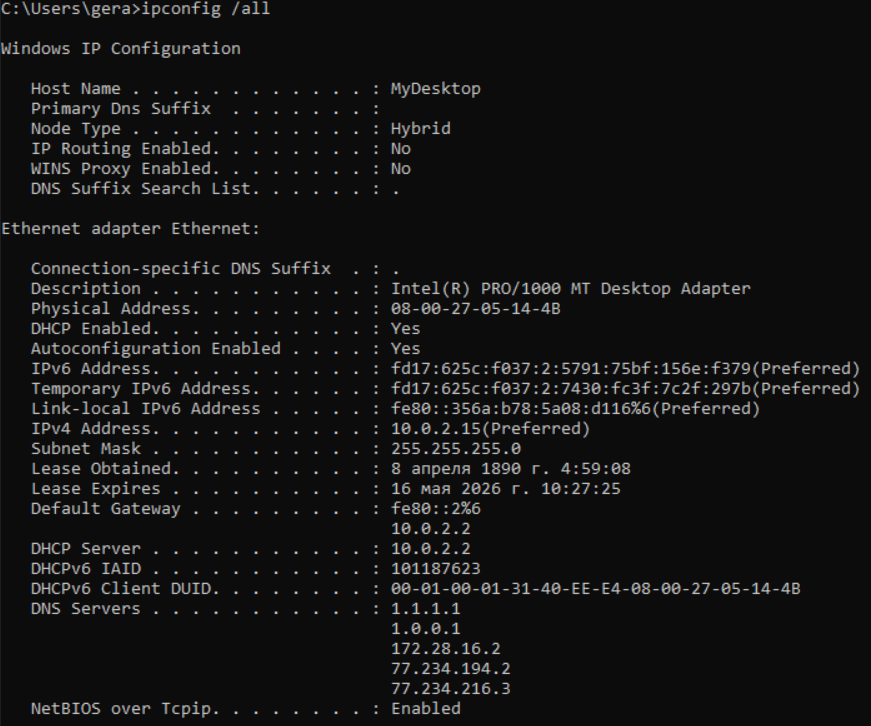 C:\Users\gera>ipconfig /all
Windows IP Configuration
Host Name . . . . . . . . . . . . : MyDesktop
Primary Dns Suffix  . . . . . . . :
Node Type . . . . . . . . . . . . : Hybrid
IP Routing Enabled. . . . . . . . : No
WINS Proxy Enabled. . . . . . . . : No
DNS Suffix Search List. . . . . . : .
Ethernet adapter Ethernet:
Connection-specific DNS Suffix  . : .
Description . . . . . . . . . . . : Intel(R) PRO/1000 MT Desktop Adapter
Physical Address. . . . . . . . . : 08-00-27-05-14-4B
DHCP Enabled. . . . . . . . . . . : Yes
Autoconfiguration Enabled . . . . : Yes
IPv6 Address. . . . . . . . . . . : fd17:625c:f037:2:5791:75bf:156e:f379(Preferred)
Temporary IPv6 Address. . . . . . : fd17:625c:f037:2:7430:fc3f:7c2f:297b(Preferred)
Link-local IPv6 Address . . . . . : fe80::356a:b78:5a08:d116%6(Preferred)
IPv4 Address. . . . . . . . . . . : 10.0.2.15(Preferred)
Subnet Mask . . . . . . . . . . . : 255.255.255.0
Lease Obtained. . . . . . . . . . : 8 апреля 1890 г. 4:59:08
Lease Expires . . . . . . . . . . : 16 мая 2026 г. 10:27:25
Default Gateway . . . . . . . . . : fe80::2%6
10.0.2.2
DHCP Server . . . . . . . . . . . : 10.0.2.2
DHCPv6 IAID . . . . . . . . . . . : 101187623
DHCPv6 Client DUID. . . . . . . . : 00-01-00-01-31-40-EE-E4-08-00-27-05-14-4B
DNS Servers . . . . . . . . . . . : 1.1.1.1
1.0.0.1
172.28.16.2
77.234.194.2
77.234.216.3
NetBIOS over Tcpip. . . . . . . . : Enabled